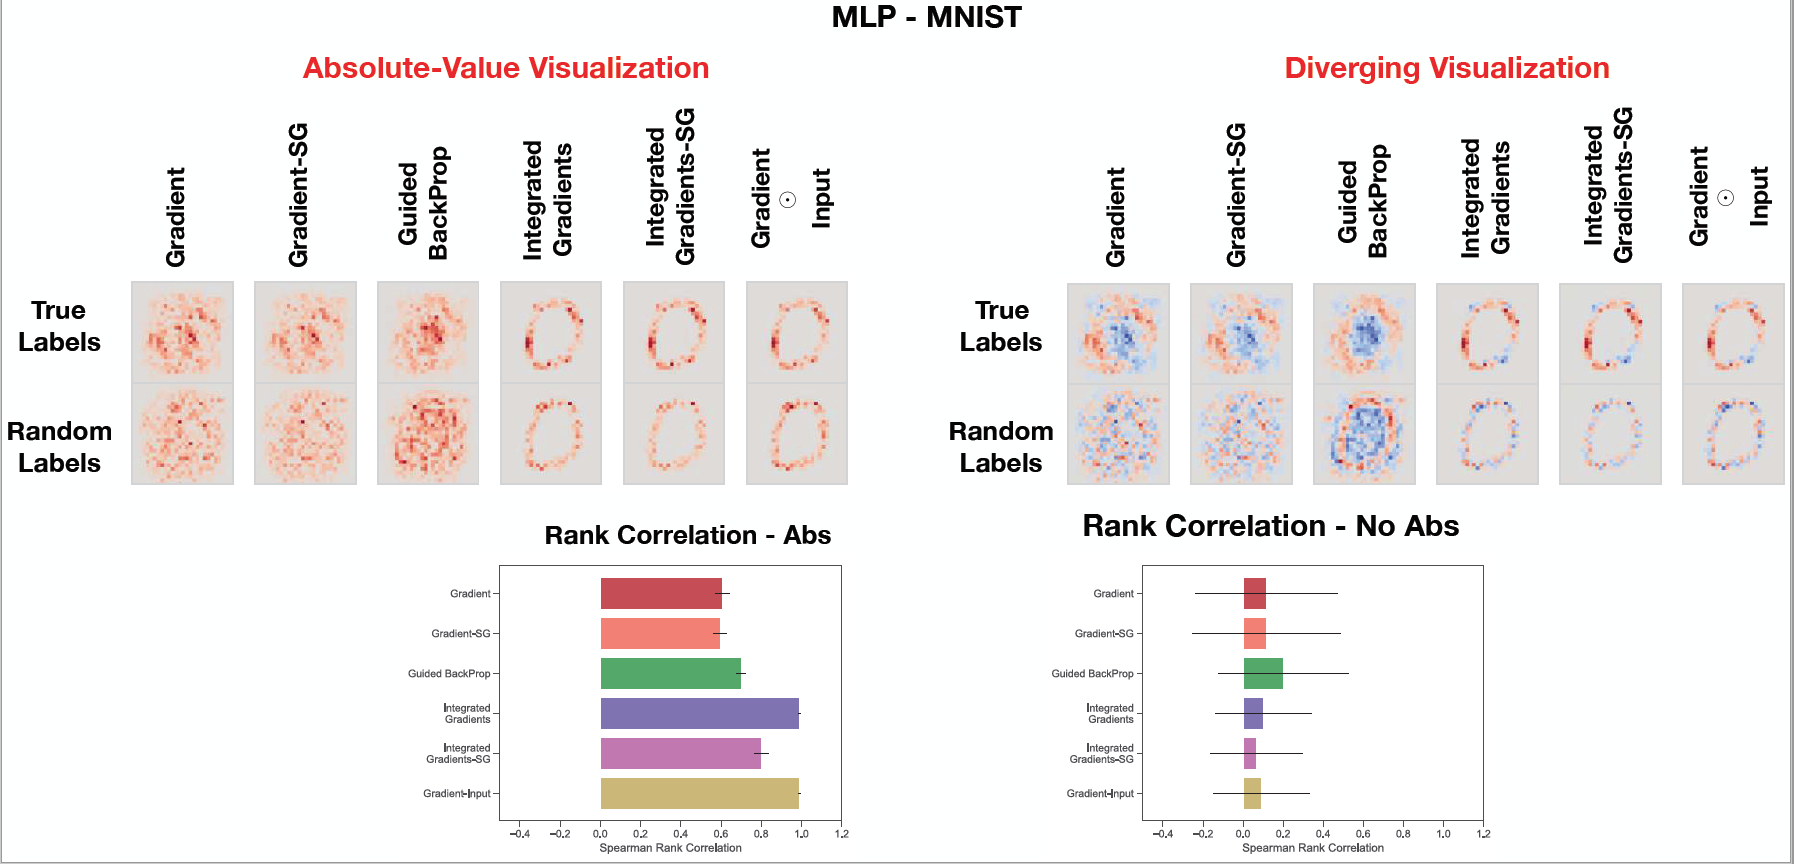 MLP - MNIST
Absolute-Value Visualization
Diverging Visualization
Gradient
Gradient-SG
Guided
BackProp
Integrated
Gradients
Integrated
Gradients-SG
Gradient
⊙
Input
Gradient
Gradient-SG
Guided
BackProp
Integrated
Gradients
Integrated
Gradients-SG
Gradient
⊙
Input
True
Labels
True
Labels
Random
Labels
Random
Labels
Rank Correlation - Abs
Gradient
Gradient-SG
Guided BackProp
Integrated
Gradients
Integrated
Gradients-SG
Gradient-Input
−0.4 −0.2 0.0 0.2 0.4 0.6 0.8 1.0 1.2
Spearman Rank Correlation
Rank Correlation - No Abs
Gradient
Gradient-SG
Guided BackProp
Integrated
Gradients
Integrated
Gradients-SG
Gradient-Input
−0.4 −0.2 0.0 0.2 0.4 0.6 0.8 1.0 1.2
Spearman Rank Correlation